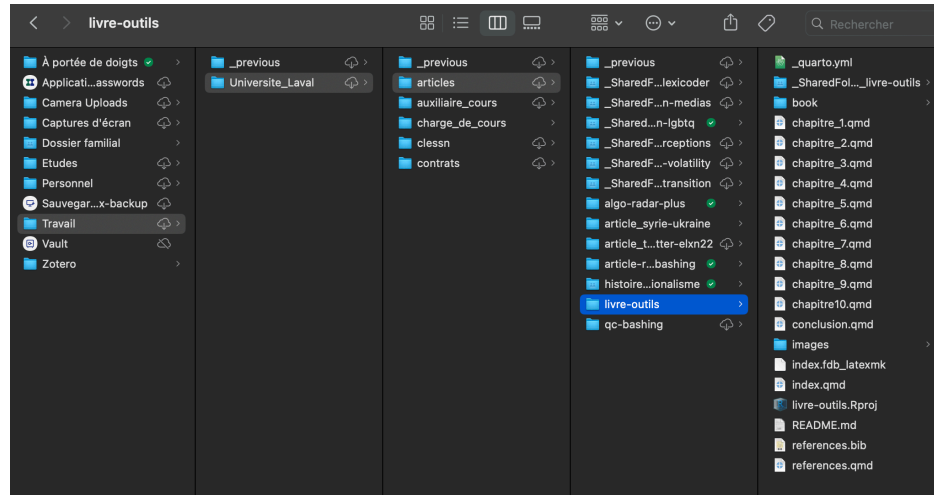 livre-outils
Rechercher
À portée de doigts
Applicati...asswords
Camera Uploads
Captures d'écran
Dossier familial
Etudes
Personnel
Sauvegar...x-backup
Travail
Vault
Zotero
_previous
Universite_Laval
_previous
articles
auxiliaire_cours
charge_de_cours
clessn
contrats
_previous
_SharedF...lexicoder
_SharedF...n-medias
_Shared...n-lgbtq
_SharedF...rceptions
_SharedF...-volatility
_SharedF...transition
algo-radar-plus
article_syrie-ukraine
article_t...tter-elxn22
article-r...bashing
histoire...ionalisme
livre-outils
qc-bashing
_quarto.yml
_SharedFol..._livre-outils
book
chapitre_1.qmd
chapitre_2.qmd
chapitre_3.qmd
chapitre_4.qmd
chapitre_5.qmd
chapitre_6.qmd
chapitre_7.qmd
chapitre_8.qmd
chapitre_9.qmd
chapitre10.qmd
conclusion.qmd
images
index.fdb_latexmk
index.qmd
livre-outils.Rproj
README.md
references.bib
references.qmd